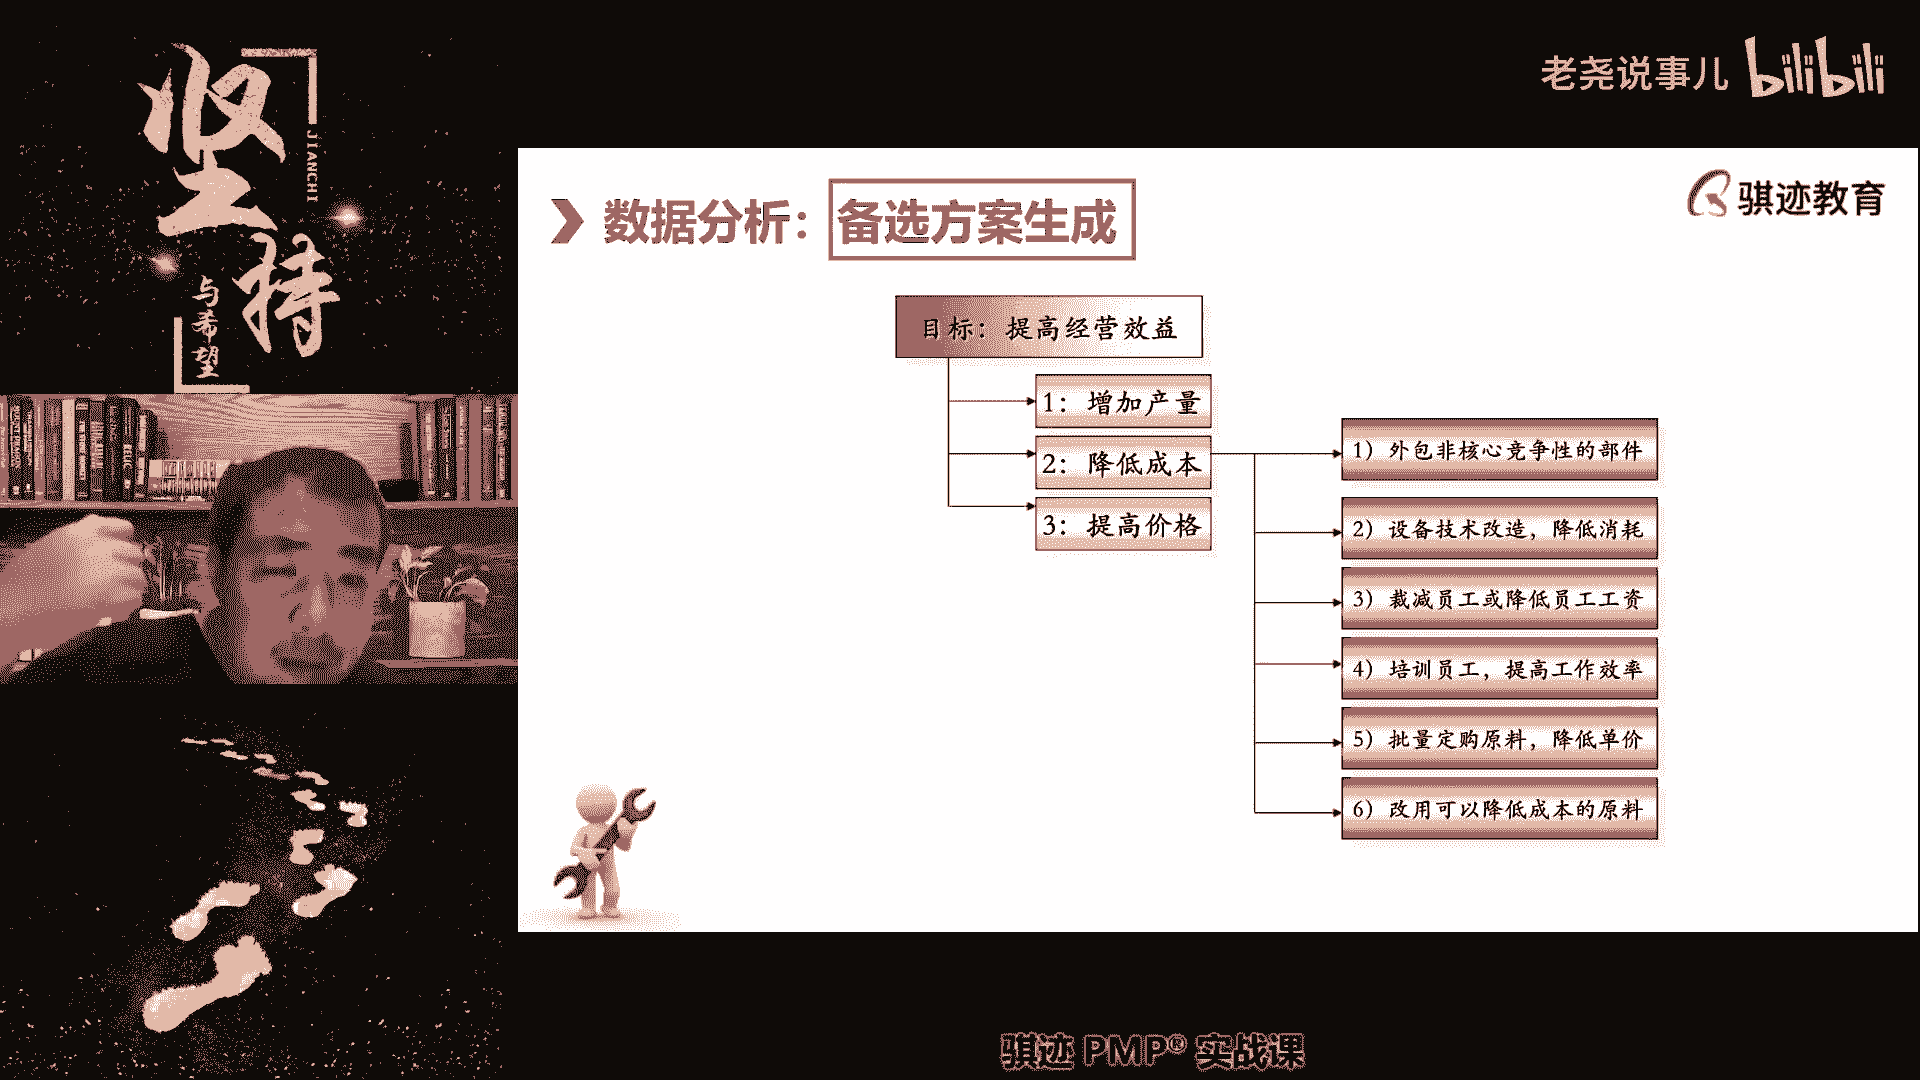 坚持
JIANCHI
与希望
老尧说事儿 bilibili
骐迹教育
数据分析：备选方案生成
目标：提高经营效益
1：增加产量
2：降低成本
3：提高价格
1）外包非核心竞争性的部件
2）设备技术改造，降低消耗
3）裁减员工或降低员工工资
4）培训员工，提高工作效率
5）批量定购原料，降低单价
6）改用可以降低成本的原料
骐迹 PMP® 实战课